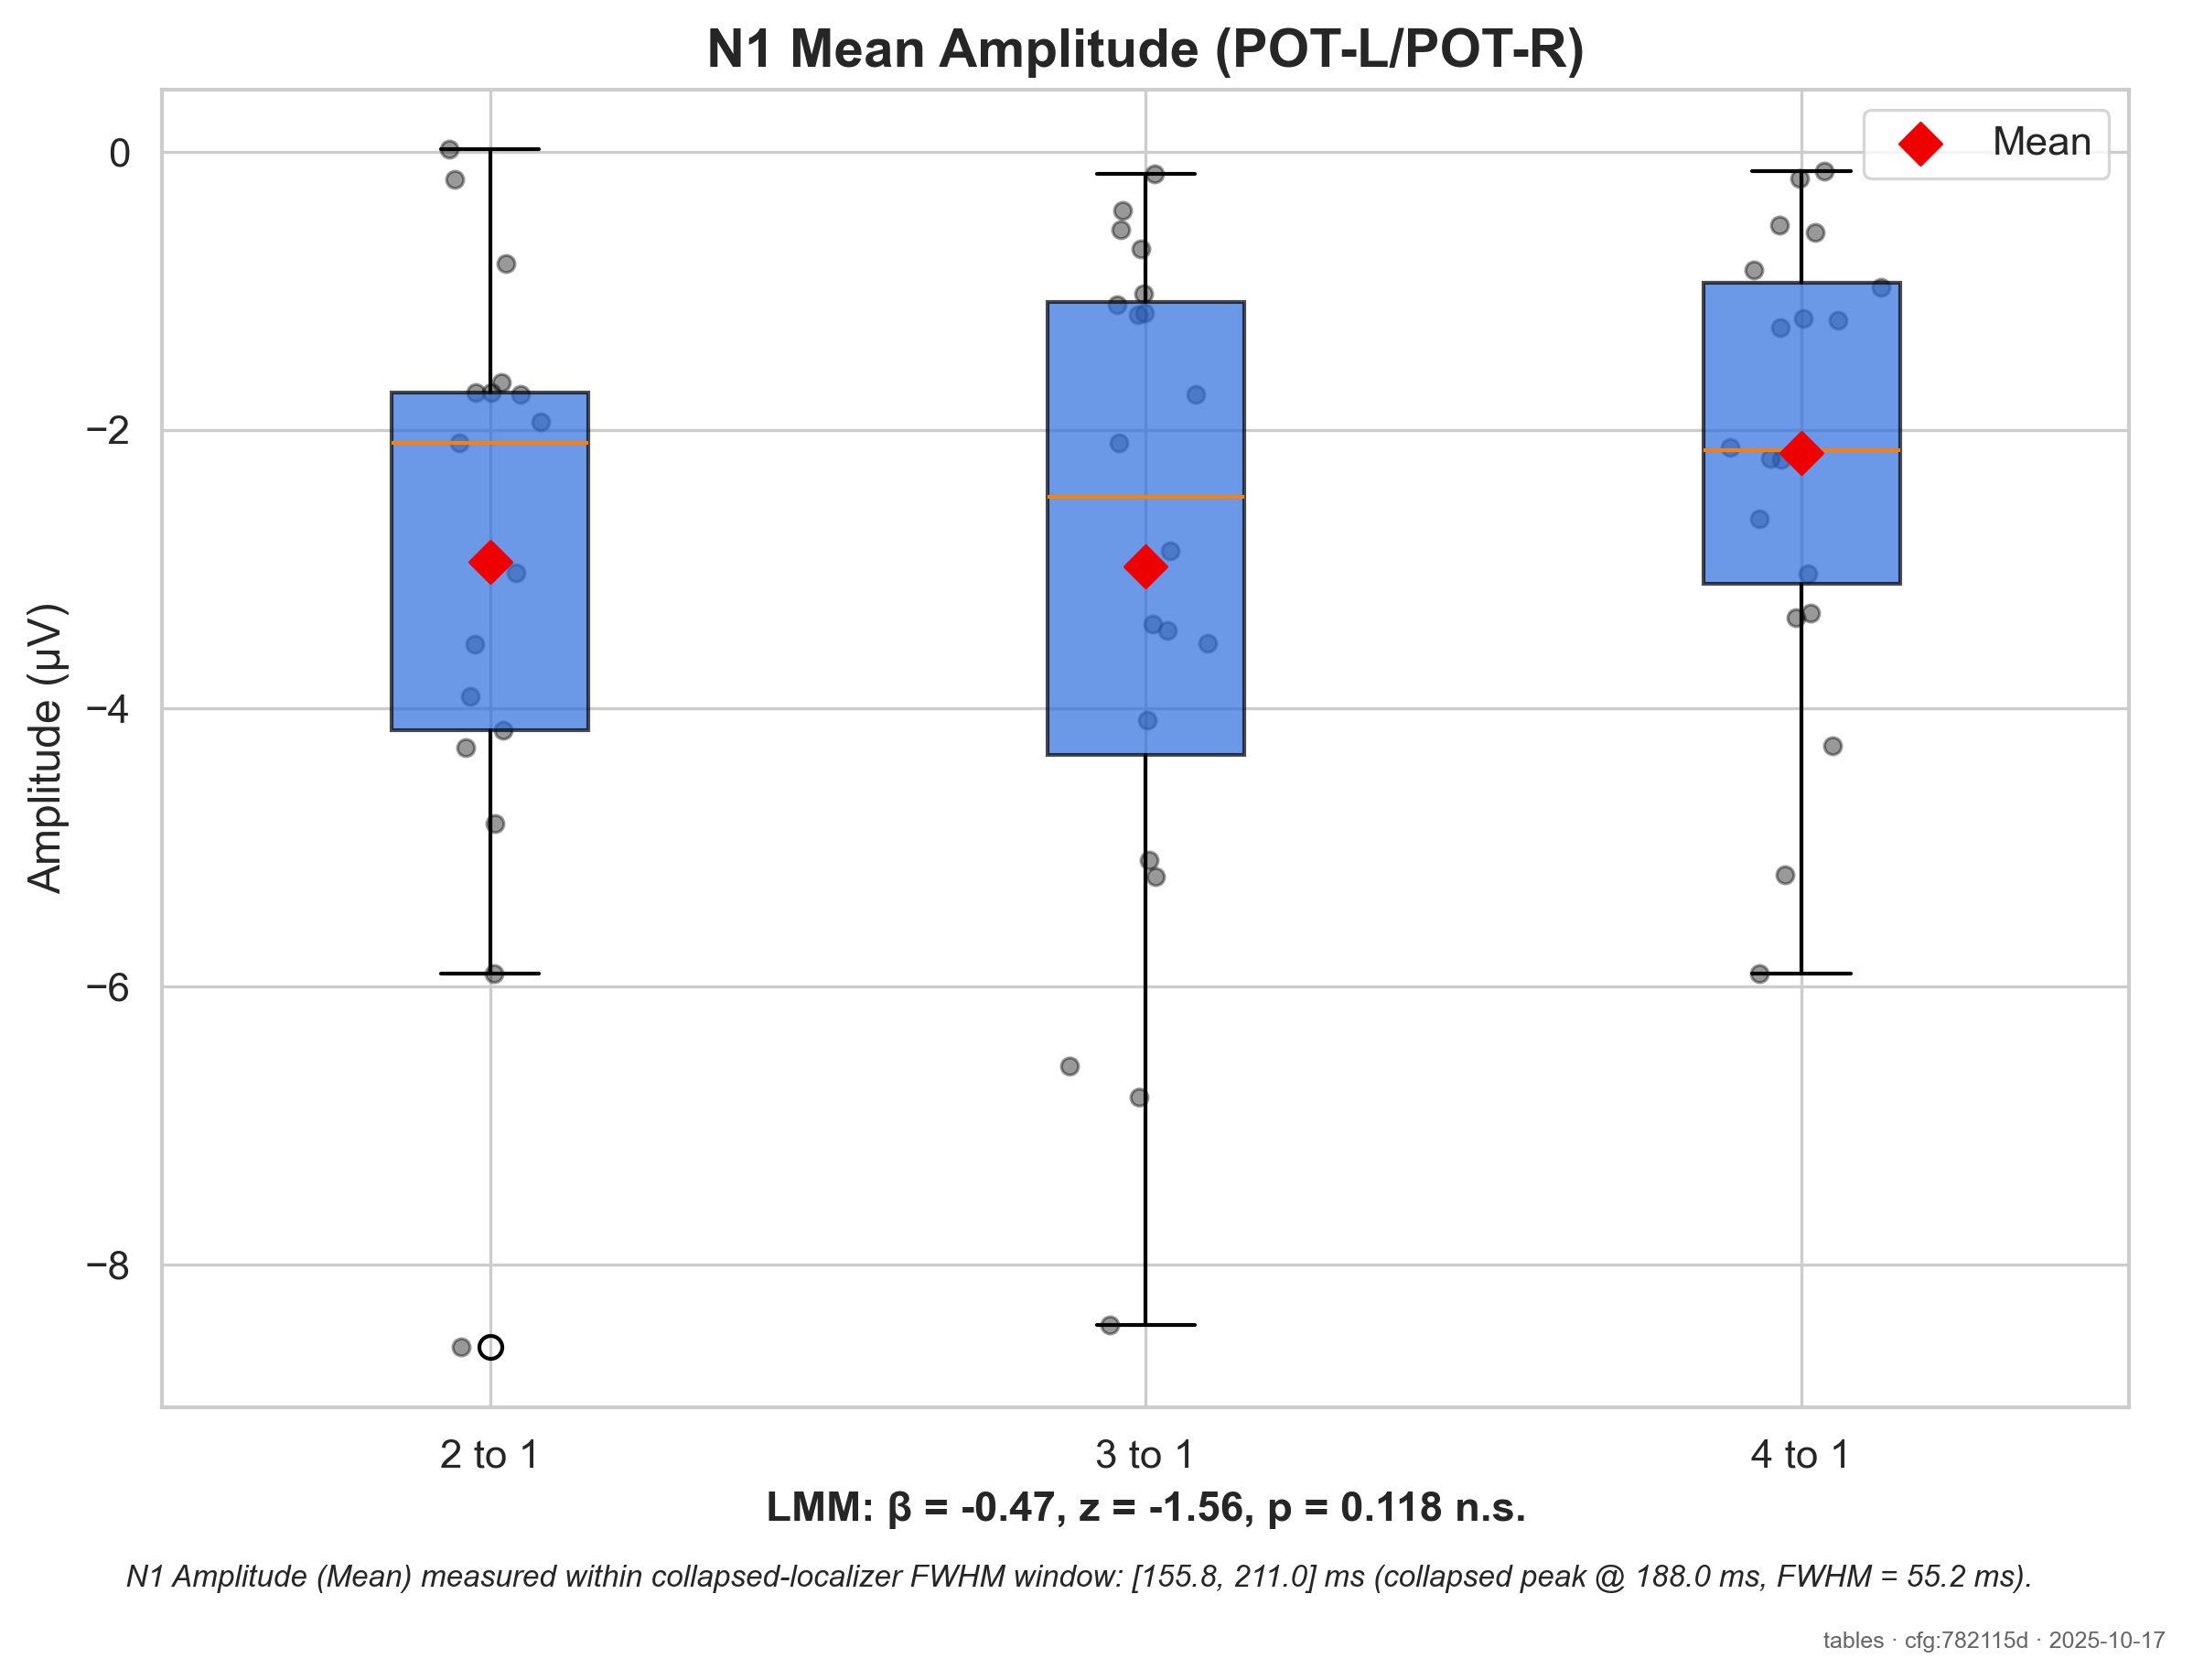 N1 Mean Amplitude (POT-L/POT-R)
Mean
Amplitude (µV)
0
−2
−4
−6
−8
2 to 1
3 to 1
4 to 1
LMM: β = -0.47, z = -1.56, p = 0.118 n.s.
N1 Amplitude (Mean) measured within collapsed-localizer FWHM window: [155.8, 211.0] ms (collapsed peak @ 188.0 ms, FWHM = 55.2 ms).
tables · cfg:782115d · 2025-10-17